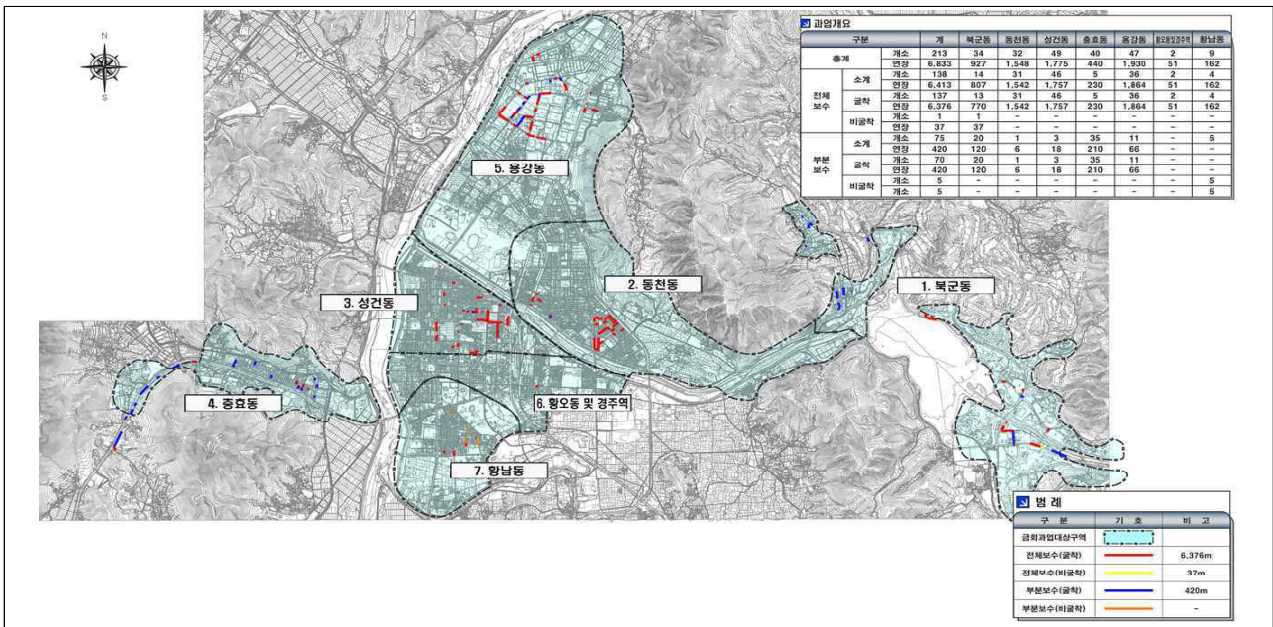 N
S
과업개요
구분 계 북군동 동천동 성건동 충효동 용강동 황오동및경주역 황남동
총계 개소 213 34 32 49 40 47 2 9
연장 6,833 927 1,548 1,775 440 1,930 51 162
전체보수 소계 개소 138 14 31 46 5 36 2 4
연장 6,413 807 1,542 1,757 230 1,864 51 162
굴착 개소 137 13 31 46 5 36 2 4
연장 6,376 770 1,542 1,757 230 1,864 51 162
비굴착 개소 1 1 - - - - - -
연장 37 37 - - - - - -
부분보수 소계 개소 75 20 1 3 35 11 - 5
연장 420 120 6 18 210 66 - -
굴착 개소 70 20 1 3 35 11 - -
연장 420 120 6 18 210 66 - -
비굴착 개소 5 - - - - - - 5
개소 5 - - - - - - 5
5. 용강동
2. 동천동
1. 북군동
3. 성건동
4. 충효동
6. 황오동 및 경주역
7. 황남동
범 례
구 분 기 호 비 고
금회과업대상구역
전체보수(굴착) 6,376m
전체보수(비굴착) 37m
부분보수(굴착) 420m
부분보수(비굴착) -